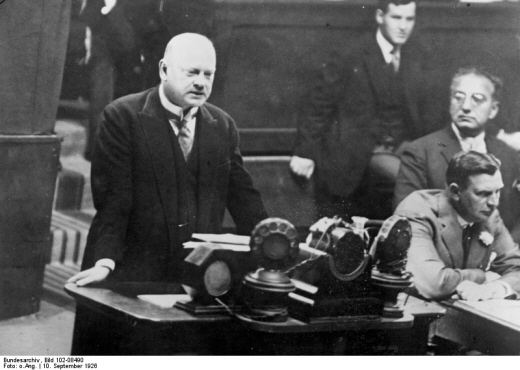 Bundesarchiv, Bild 102-08490
Foto: o.Ang. | 10. September 1926